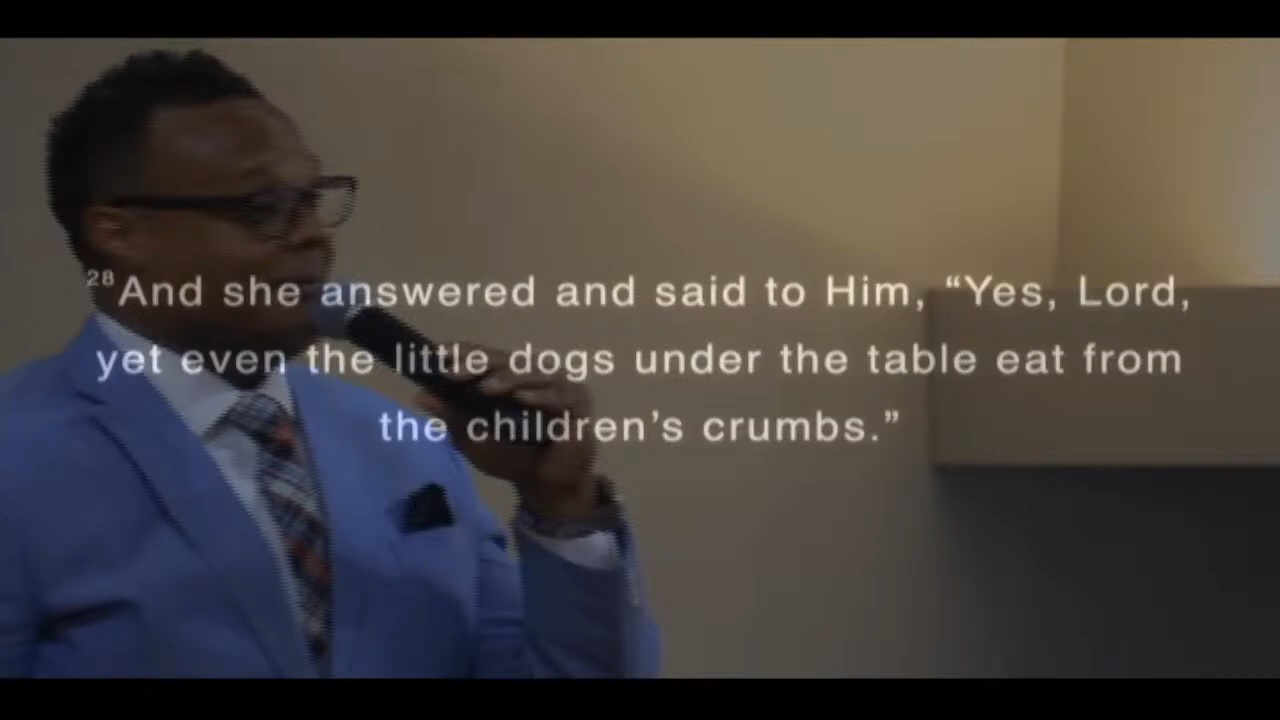 ²⁸And she answered and said to Him, “Yes, Lord,
yet even the little dogs under the table eat from
the children’s crumbs.”